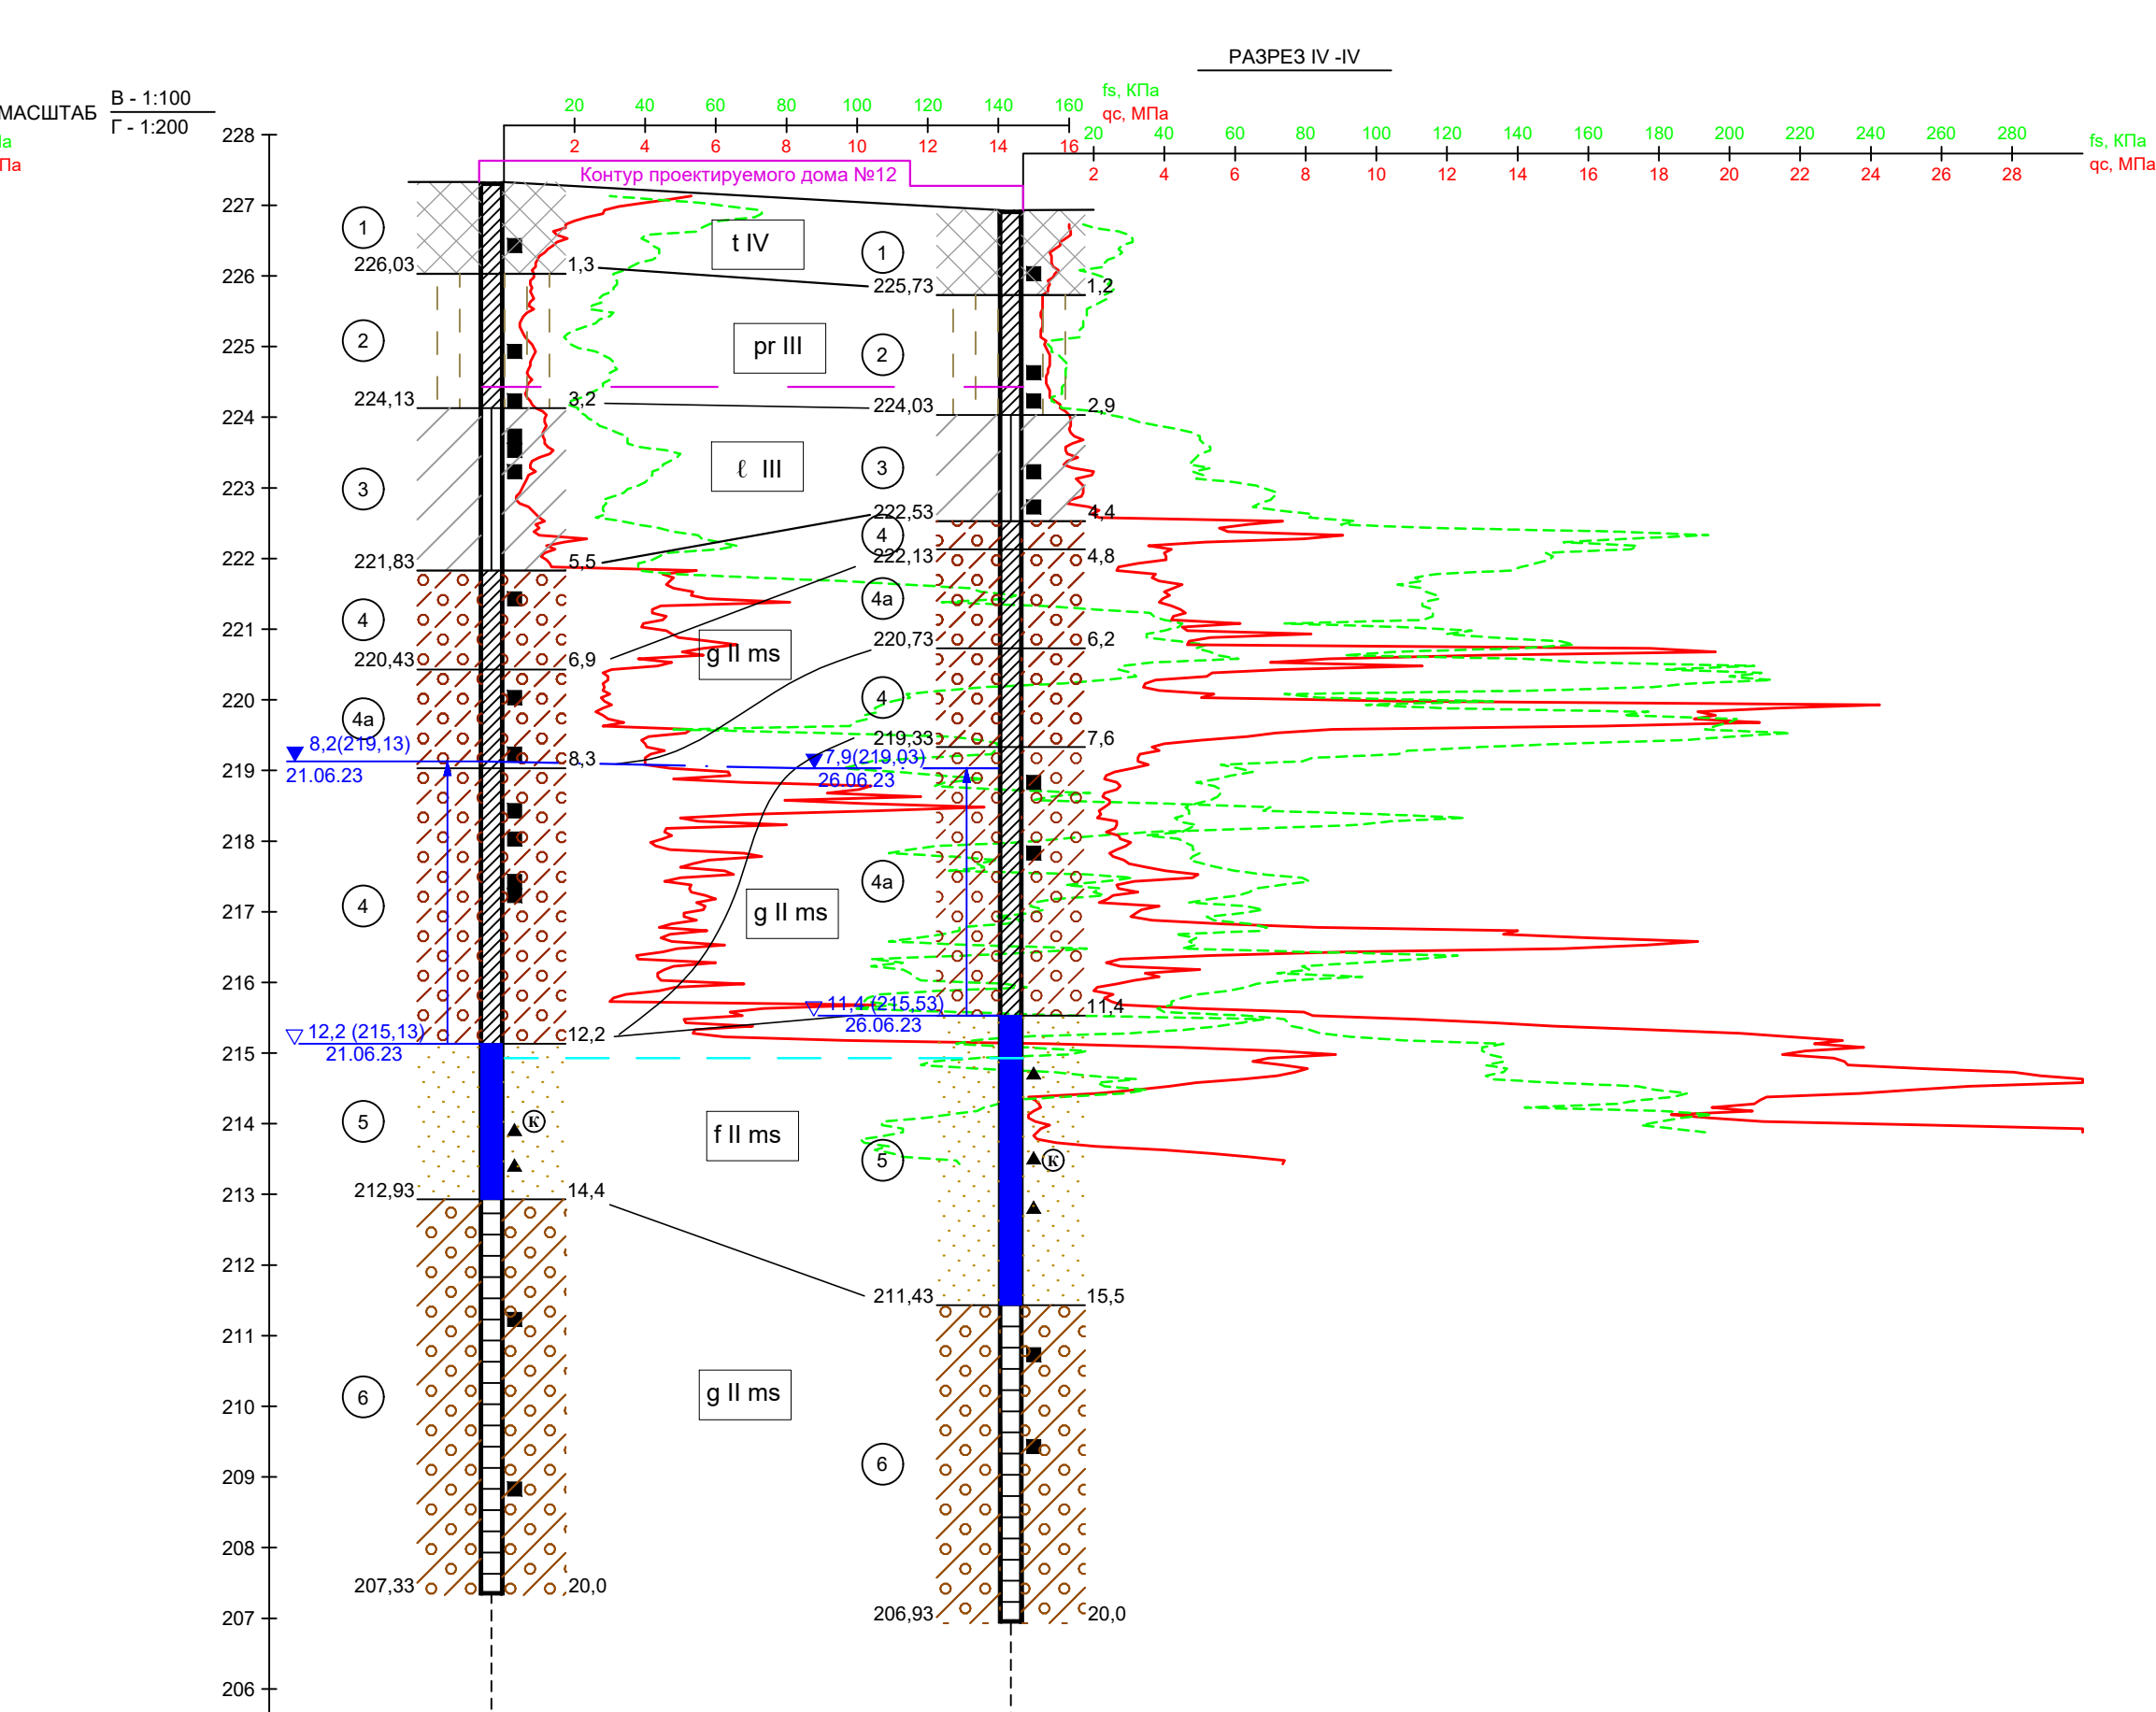 РАЗРЕЗ IV -IV
МАСШТАБ В - 1:100
Г - 1:200
20 40 60 80 100 120 140 160 fs, КПа
2 4 6 8 10 12 14 16 qc, МПа
20 40 60 80 100 120 140 160 180 200 220 240 260 280 fs, КПа
2 4 6 8 10 12 14 16 18 20 22 24 26 28 qc, МПа
а
Па
Контур проектируемого дома №12
228
227
226
225
224
223
222
221
220
219
218
217
216
215
214
213
212
211
210
209
208
207
206
1
226,03 1,3
2
224,13 3,2
3
221,83 5,5
4
220,43 6,9
4а
8,2(219,13)
21.06.23
8,3
4
12,2 (215,13)
21.06.23
12,2
5
К
212,93 14,4
6
207,33 20,0
t IV
pr III
ℓ III
g II ms
g II ms
f II ms
g II ms
1
225,73 1,2
2
224,03 2,9
3
222,53 4,4
4
222,13 4,8
4а
220,73 6,2
4
219,33 7,6
7,9(219,03)
26.06.23
4а
11,4 (215,53)
26.06.23
11,4
5
К
211,43 15,5
6
206,93 20,0